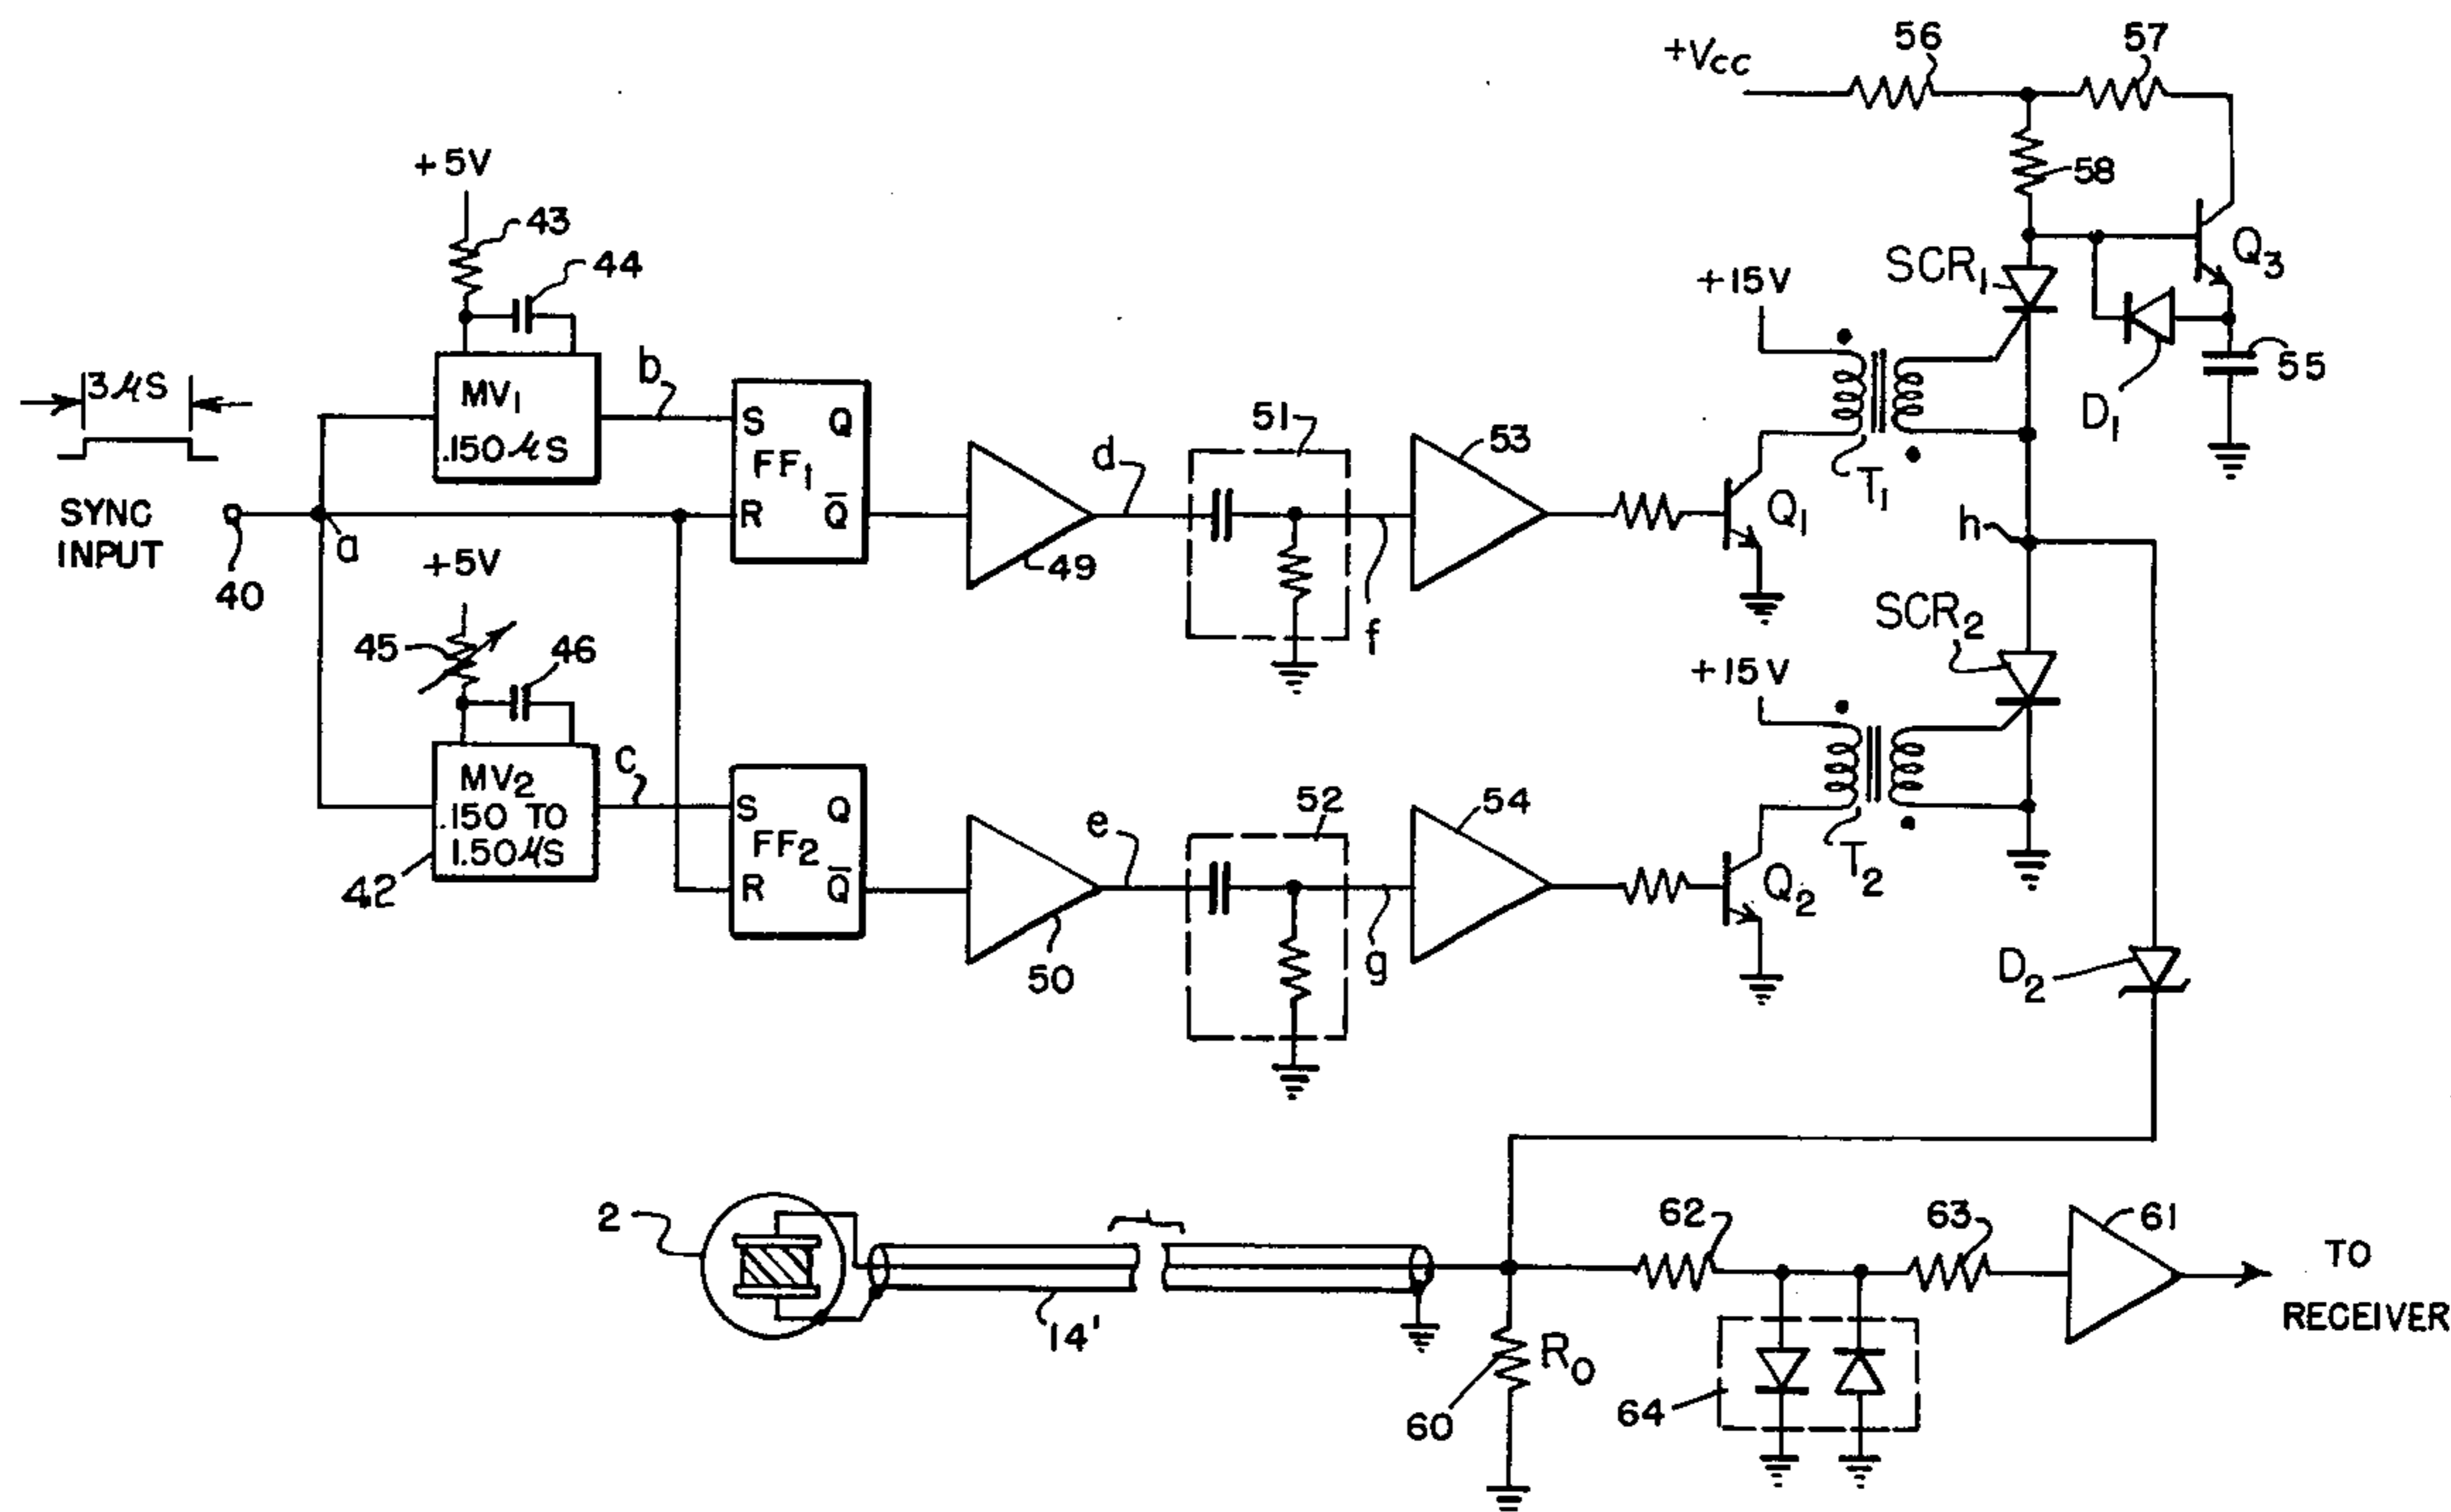 +Vcc
56
57
58
+5V
43
44
3μS
MV1
.150μS
b
S Q
FF1
R Q̅
SYNC
INPUT
40
a
49
d
51
f
53
+15V
Q1
T1
SCR1
Q3
D1
55
h
+5V
45
46
MV2
.150 TO
1.50μS
42
c
S Q
FF2
R Q̅
50
e
52
g
54
+15V
Q2
T2
SCR2
D2
2
14'
60
R0
62
63
64
61
TO
RECEIVER